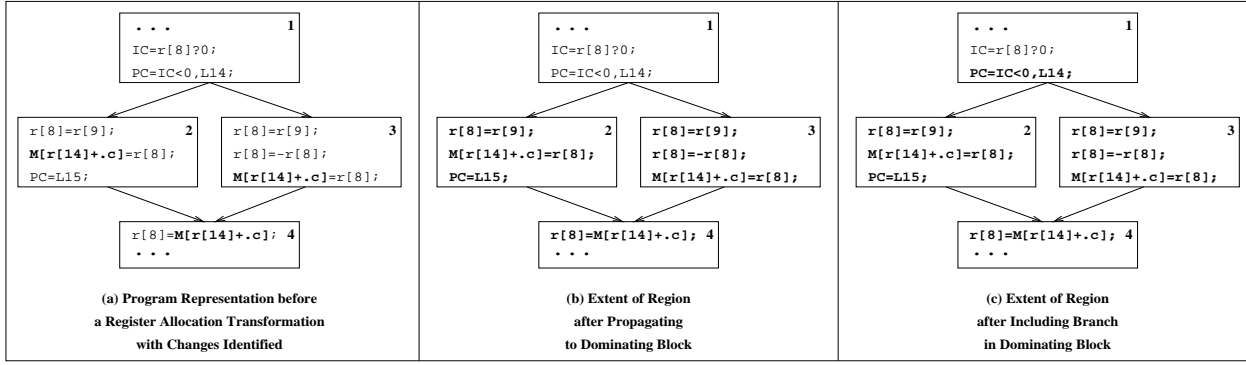 . . . 1
IC=r[8]?0;
PC=IC<0,L14;
r[8]=r[9]; 2
M[r[14]+.c]=r[8];
PC=L15;
r[8]=r[9]; 3
r[8]=-r[8];
M[r[14]+.c]=r[8];
r[8]=M[r[14]+.c]; 4
. . .
(a) Program Representation before
a Register Allocation Transformation
with Changes Identified
. . . 1
IC=r[8]?0;
PC=IC<0,L14;
r[8]=r[9]; 2
M[r[14]+.c]=r[8];
PC=L15;
r[8]=r[9]; 3
r[8]=-r[8];
M[r[14]+.c]=r[8];
r[8]=M[r[14]+.c]; 4
. . .
(b) Extent of Region
after Propagating
to Dominating Block
. . . 1
IC=r[8]?0;
PC=IC<0,L14;
r[8]=r[9]; 2
M[r[14]+.c]=r[8];
PC=L15;
r[8]=r[9]; 3
r[8]=-r[8];
M[r[14]+.c]=r[8];
r[8]=M[r[14]+.c]; 4
. . .
(c) Extent of Region
after Including Branch
in Dominating Block